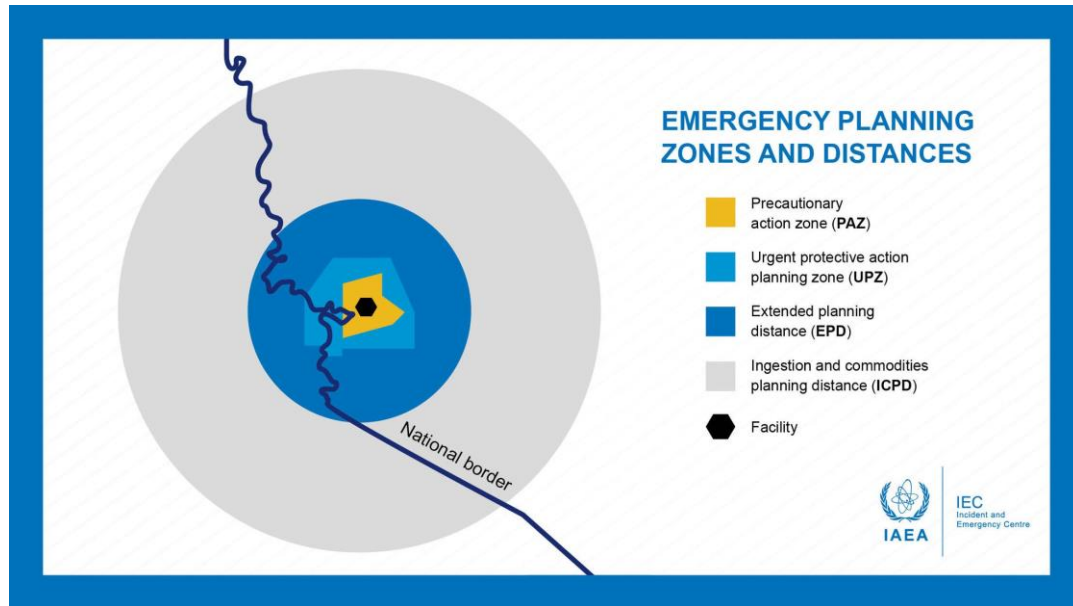 EMERGENCY PLANNING
ZONES AND DISTANCES
Precautionary
action zone (PAZ)
Urgent protective action
planning zone (UPZ)
Extended planning
distance (EPD)
Ingestion and commodities
planning distance (ICPD)
Facility
National border
IAEA
IEC
Incident and
Emergency Centre